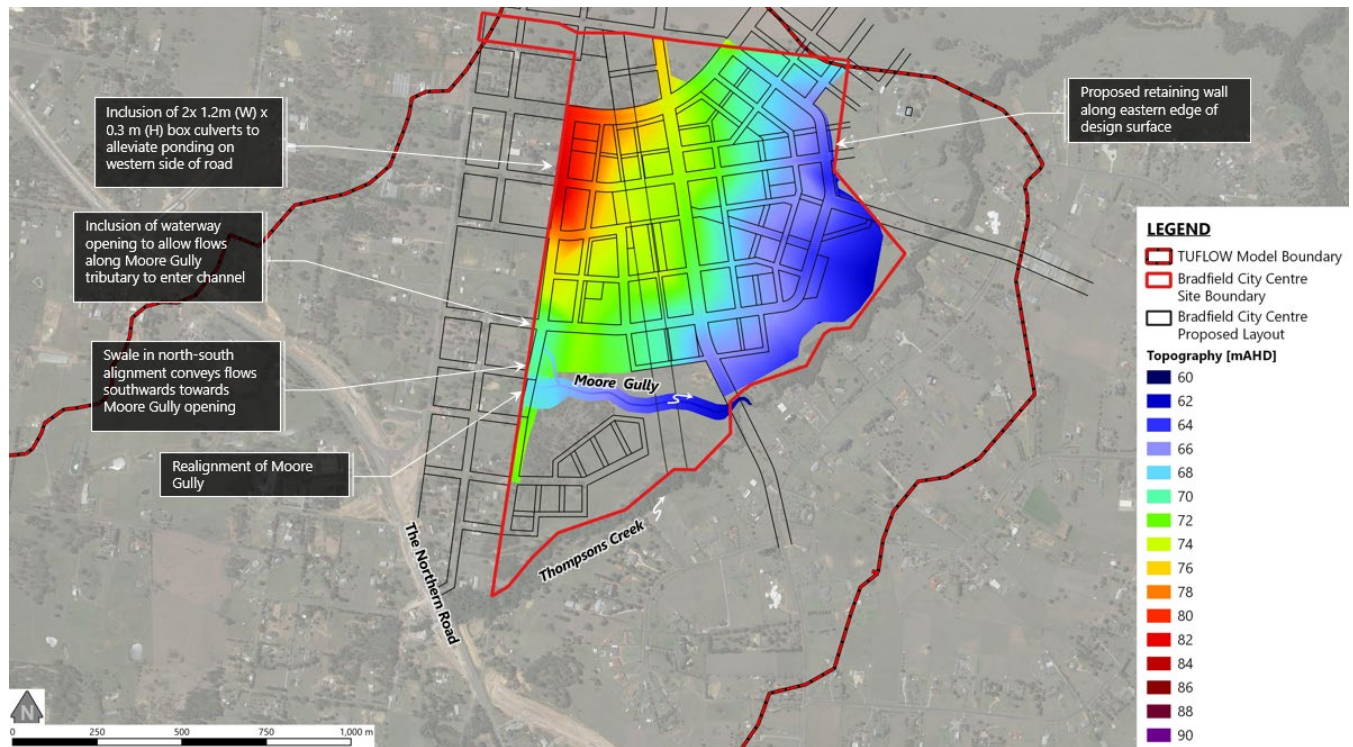 Inclusion of 2x 1.2m (W) x
0.3 m (H) box culverts to
alleviate ponding on
western side of road
Proposed retaining wall
along eastern edge of
design surface
Inclusion of waterway
opening to allow flows
along Moore Gully
tributary to enter channel
Swale in north-south
alignment conveys flows
southwards towards
Moore Gully opening
Realignment of Moore
Gully
Moore Gully
Thompsons Creek
The Northern Road
LEGEND
TUFLOW Model Boundary
Bradfield City Centre
Site Boundary
Bradfield City Centre
Proposed Layout
Topography [mAHD]
60
62
64
66
68
70
72
74
76
78
80
82
84
86
88
90
N
0 250 500 750 1,000 m